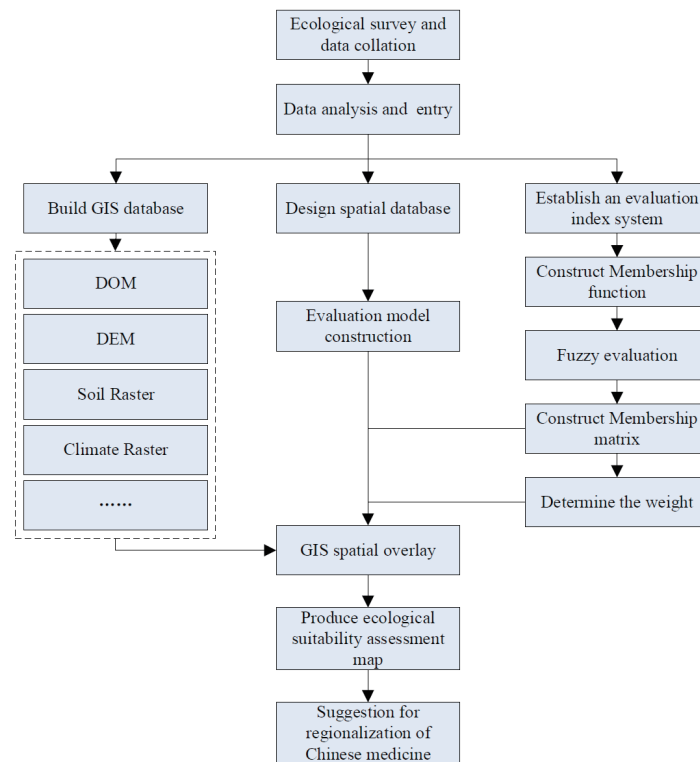 Ecological survey and
data collation
Data analysis and entry
Build GIS database
Design spatial database
Establish an evaluation
index system
DOM
DEM
Soil Raster
Climate Raster
......
Evaluation model
construction
Construct Membership
function
Fuzzy evaluation
Construct Membership
matrix
Determine the weight
GIS spatial overlay
Produce ecological
suitability assessment
map
Suggestion for
regionalization of
Chinese medicine